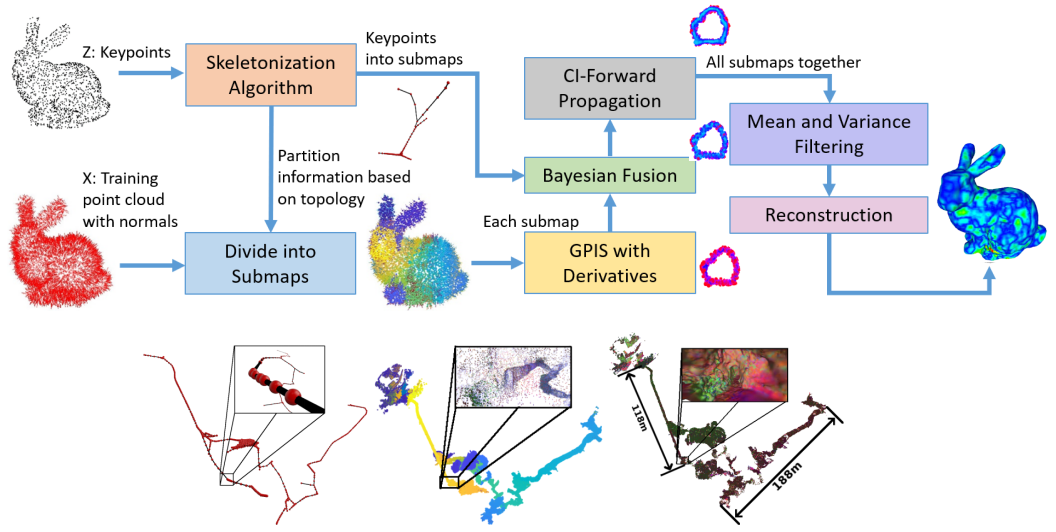 Z: Keypoints
Skeletonization
Algorithm
Keypoints
into submaps
CI-Forward
Propagation
All submaps together
Mean and Variance
Filtering
X: Training
point cloud
with normals
Partition
information based
on topology
Bayesian Fusion
Each submap
Reconstruction
Divide into
Submaps
GPIS with
Derivatives
118m
188m